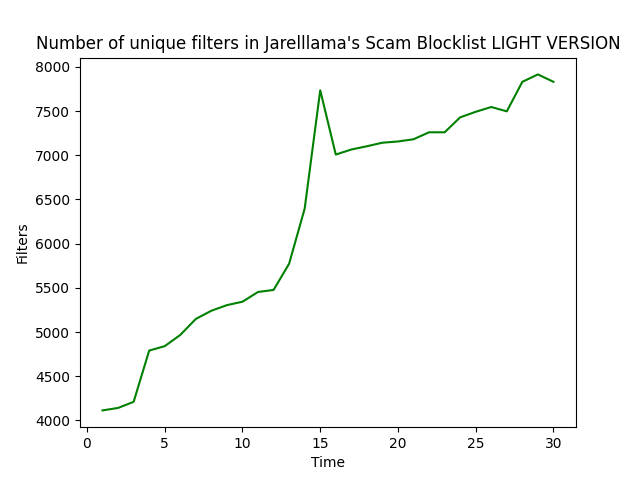 Number of unique filters in Jarelllama's Scam Blocklist LIGHT VERSION
8000
7500
7000
6500
6000
5500
5000
4500
4000
Filters
0 5 10 15 20 25 30
Time